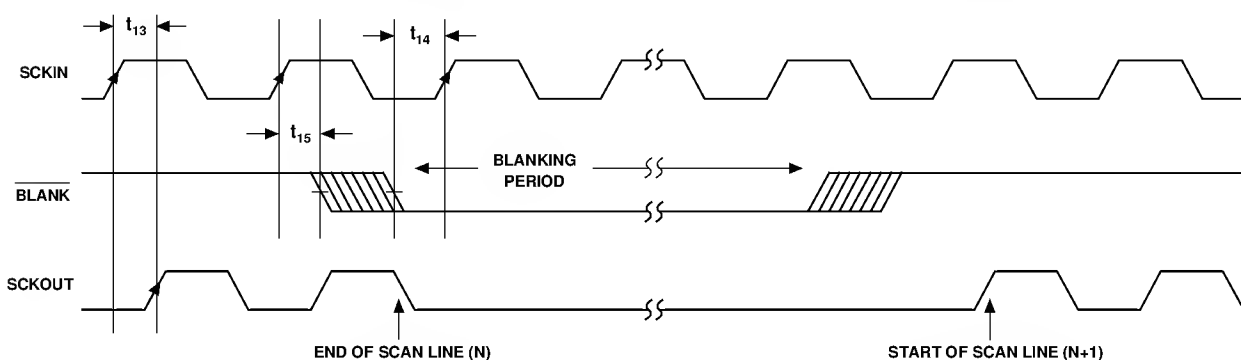 t13
t14
SCKIN
t15
BLANKING
PERIOD
BLANK
SCKOUT
END OF SCAN LINE (N)
START OF SCAN LINE (N+1)